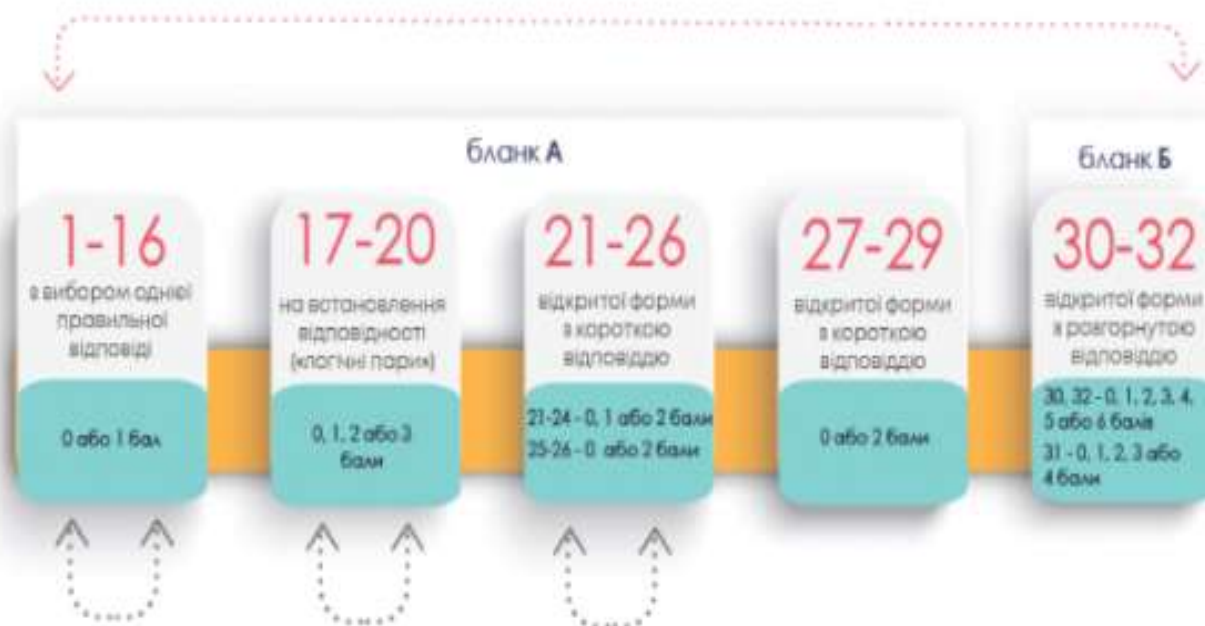 бланк А
бланк Б
1-16
з вибором однієї
правильної
відповіді
0 або 1 бал
17-20
на встановлення
відповідності
(«логічні пари»)
0, 1, 2 або 3
бали
21-26
відкритої форми
з короткою
відповіддю
21-24 - 0, 1 або 2 бали
25-26 - 0 або 2 бали
27-29
відкритої форми
з короткою
відповіддю
0 або 2 бали
30-32
відкритої форми
з розгорнутою
відповіддю
30, 32 - 0, 1, 2, 3, 4,
5 або 6 балів
31 - 0, 1, 2, 3 або
4 бали